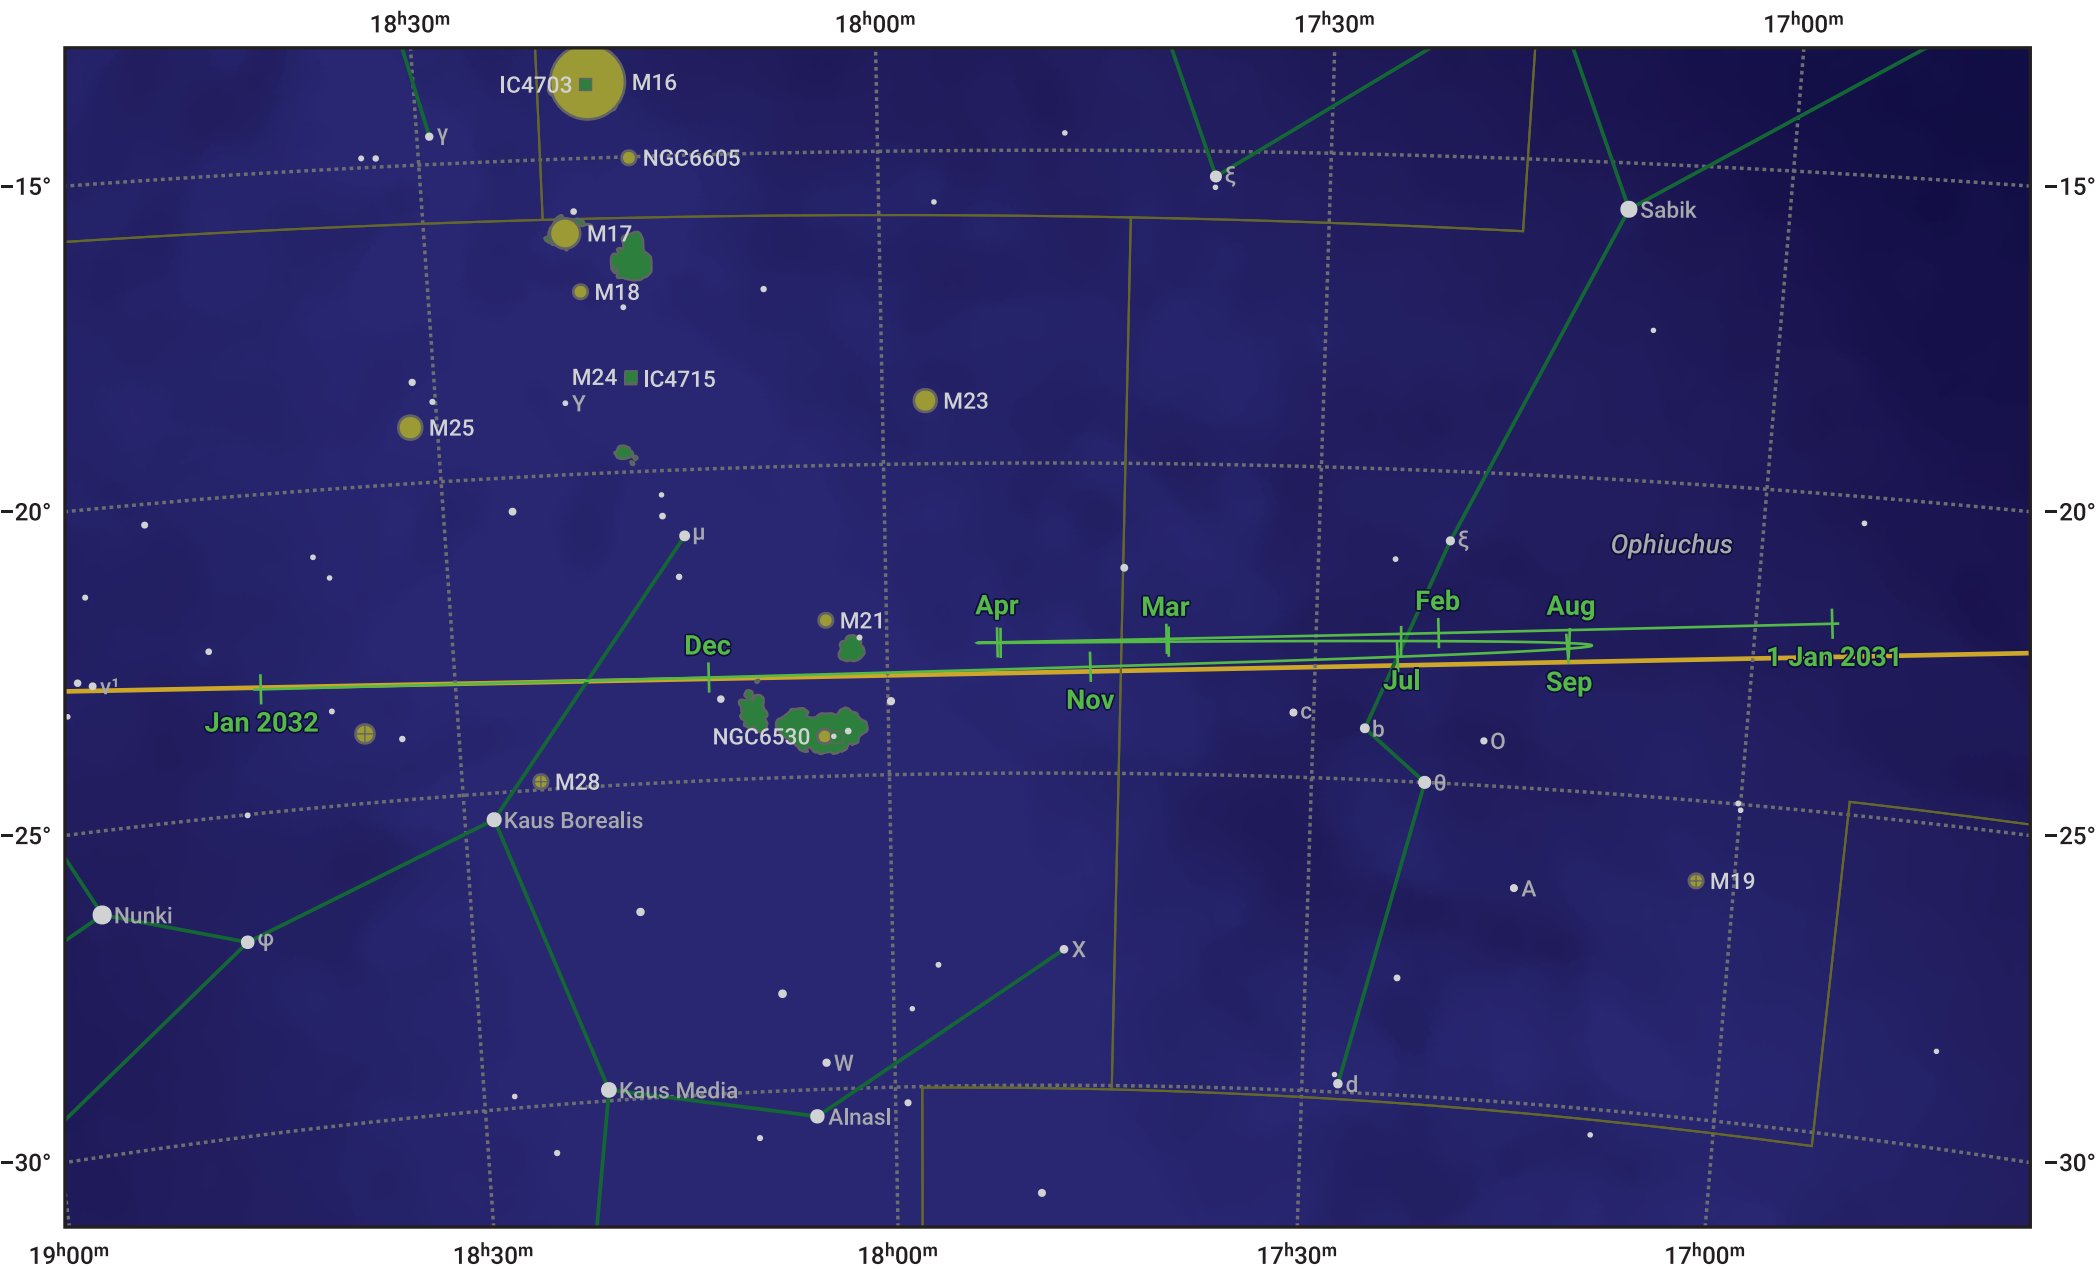 18ʰ30ᵐ 18ʰ00ᵐ 17ʰ30ᵐ 17ʰ00ᵐ
IC4703 M16
γ
NGC6605
−15° −15°
ξ
Sabik
M17
M18
M24 IC4715
Υ
M23
M25
−20° −20°
μ
ξ
Ophiuchus
Apr Mar Feb Aug
M21
Dec
1 Jan 2031
Jul Sep
ν¹
Nov
Jan 2032
c
b
NGC6530
O
M28
θ
Kaus Borealis
−25° −25°
A
M19
Nunki
φ
X
W
Kaus Media
d
Alnasl
−30° −30°
19ʰ00ᵐ 18ʰ30ᵐ 18ʰ00ᵐ 17ʰ30ᵐ 17ʰ00ᵐ